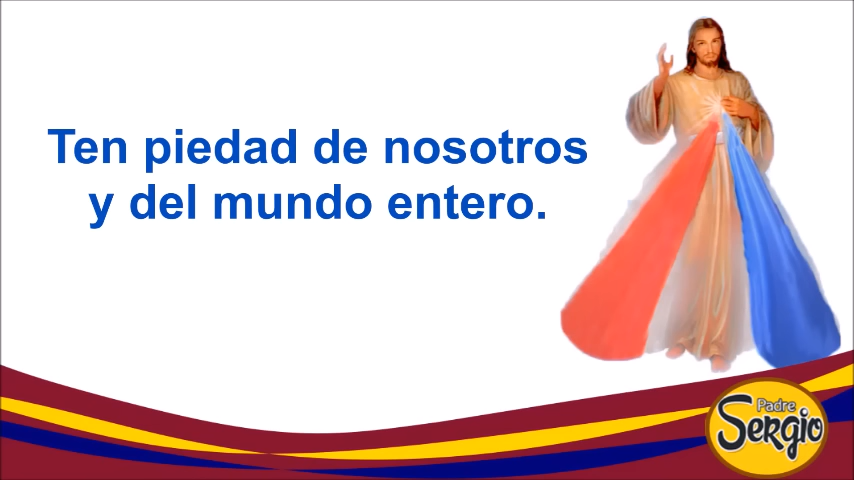 Ten piedad de nosotros
y del mundo entero.
Padre
Sergio